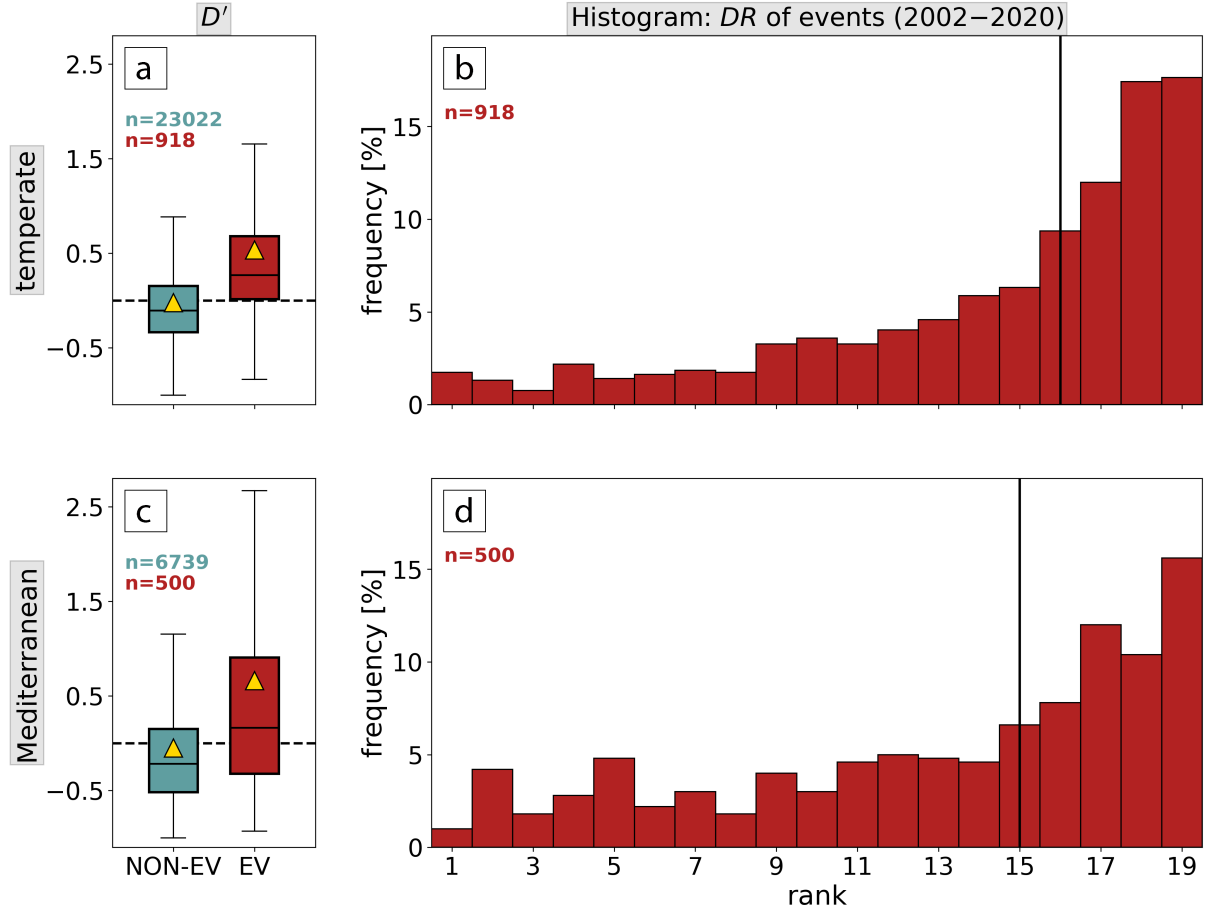 D′
Histogram: DR of events (2002−2020)
temperate
a
n=23022
n=918
2.5
1.5
0.5
−0.5
b
n=918
frequency [%]
15
10
5
0
Mediterranean
c
n=6739
n=500
2.5
1.5
0.5
−0.5
NON-EV EV
d
n=500
frequency [%]
15
10
5
0
1 3 5 7 9 11 13 15 17 19
rank